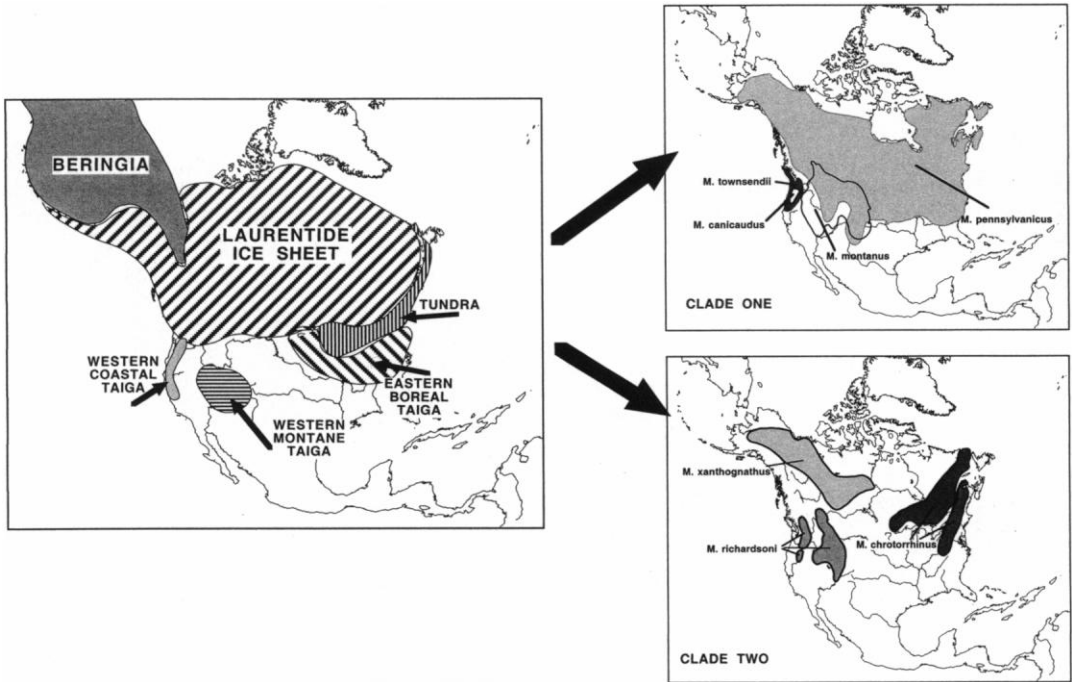 BERINGIA
LAURENTIDE
ICE SHEET
TUNDRA
WESTERN
COASTAL
TAIGA
EASTERN
BOREAL
TAIGA
WESTERN
MONTANE
TAIGA
M. townsendii
M. canicaudus
M. pennsylvanicus
M. montanus
CLADE ONE
M. xanthognathus
M. richardsoni
M. chrotorrhinus
CLADE TWO